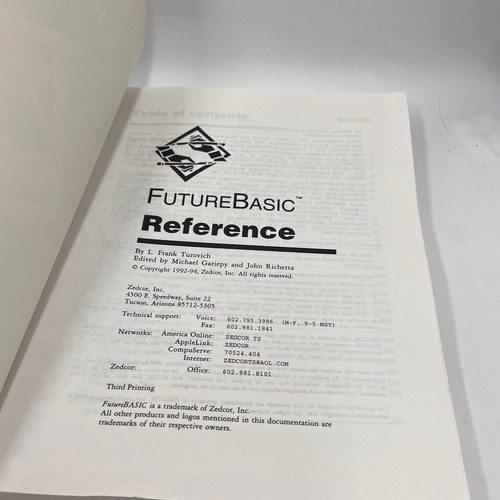 FUTUREBASIC™
Reference
By L. Frank Turovich
Edited by Michael Gariepy and John Richetta
© Copyright 1992-94, Zedcor, Inc. All rights reserved.
Zedcor, Inc.
4500 E. Speedway, Suite 22
Tucson, Arizona 85712-5305
Technical support: Voice: 602.795.3996 (M-F, 9-5 MST)
Fax: 602.881.1841
Networks: America Online: ZEDCOR TS
AppleLink: ZEDCOR
CompuServe: 70524,404
Internet: ZEDCORTS@AOL.COM
Zedcor: Office: 602.881.8101
Third Printing
FutureBASIC is a trademark of Zedcor, Inc.
All other products and logos mentioned in this documentation are
trademarks of their respective owners.